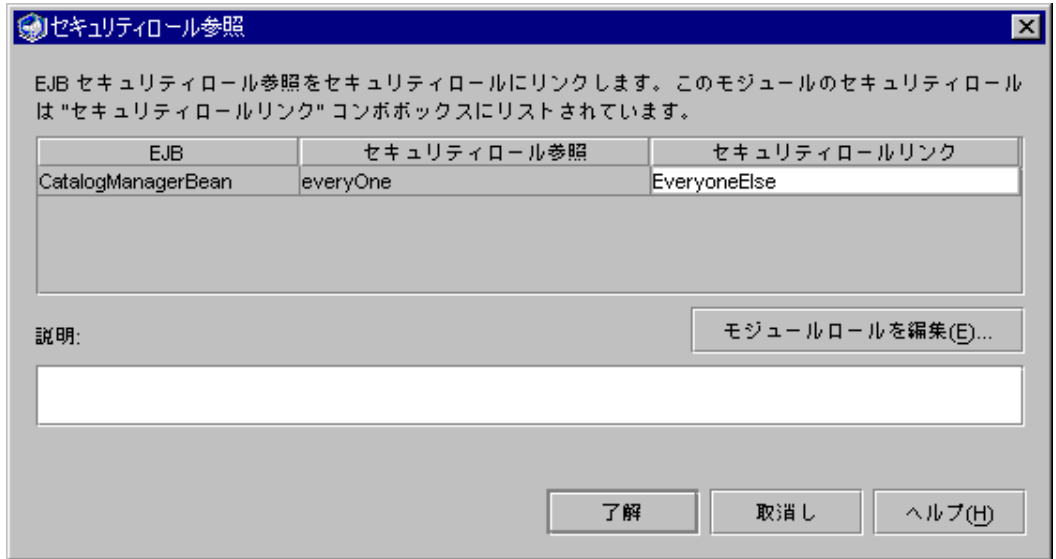 セキュリティロール参照
EJB セキュリティロール参照をセキュリティロールにリンクします。このモジュールのセキュリティロール
は "セキュリティロールリンク" コンボボックスにリストされています。
EJB セキュリティロール参照 セキュリティロールリンク
CatalogManagerBean everyOne EveryoneElse
モジュールロールを編集(E)...
説明:
了解 取消し ヘルプ(H)